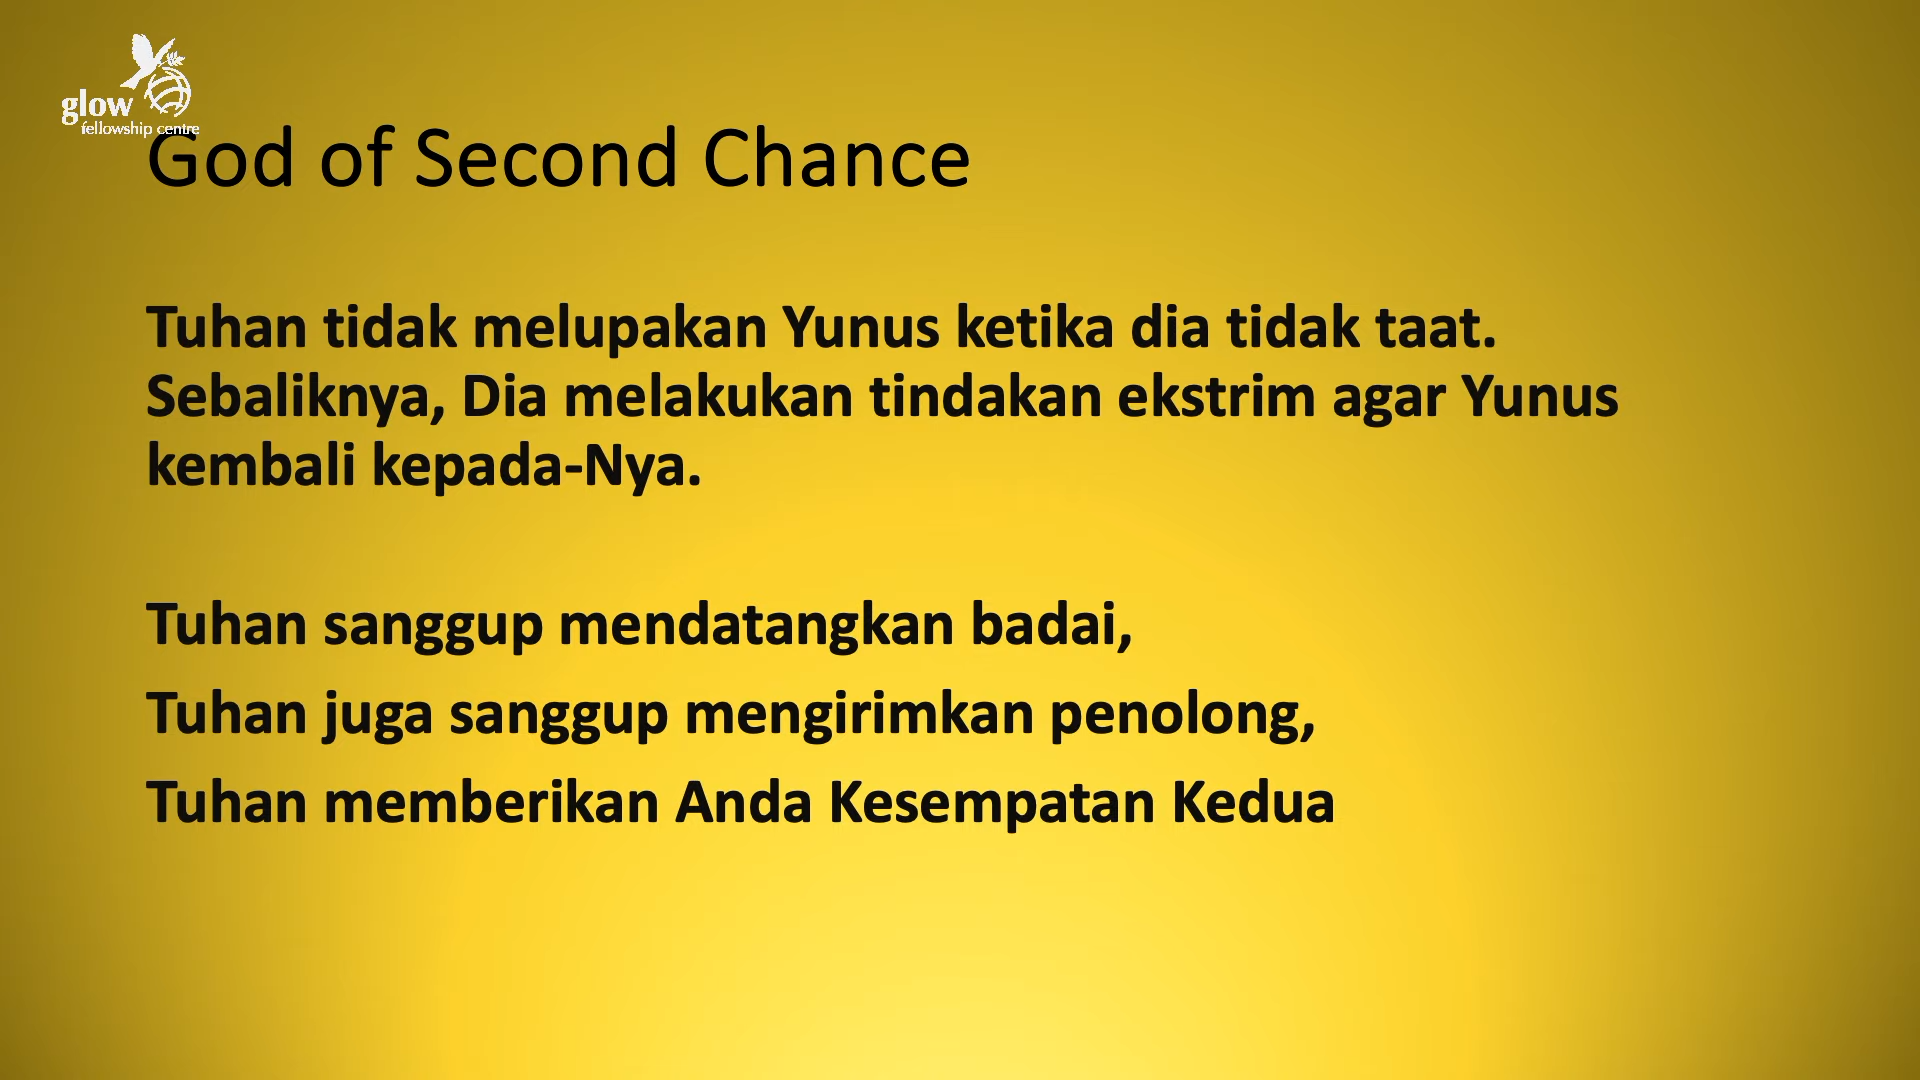 glow
fellowship centre
God of Second Chance
Tuhan tidak melupakan Yunus ketika dia tidak taat.
Sebaliknya, Dia melakukan tindakan ekstrim agar Yunus
kembali kepada-Nya.
Tuhan sanggup mendatangkan badai,
Tuhan juga sanggup mengirimkan penolong,
Tuhan memberikan Anda Kesempatan Kedua